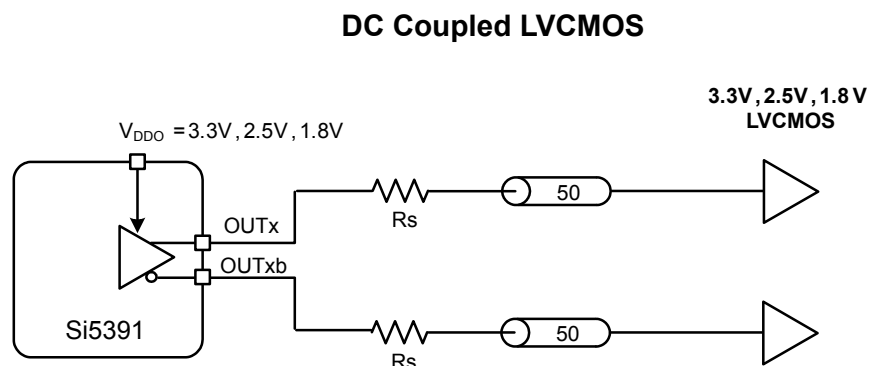 DC Coupled LVCMOS
3.3V, 2.5V, 1.8 V
LVCMOS
VDDO = 3.3V, 2.5V, 1.8V
50
OUTx
Rs
OUTxb
Si5391
50
Rs